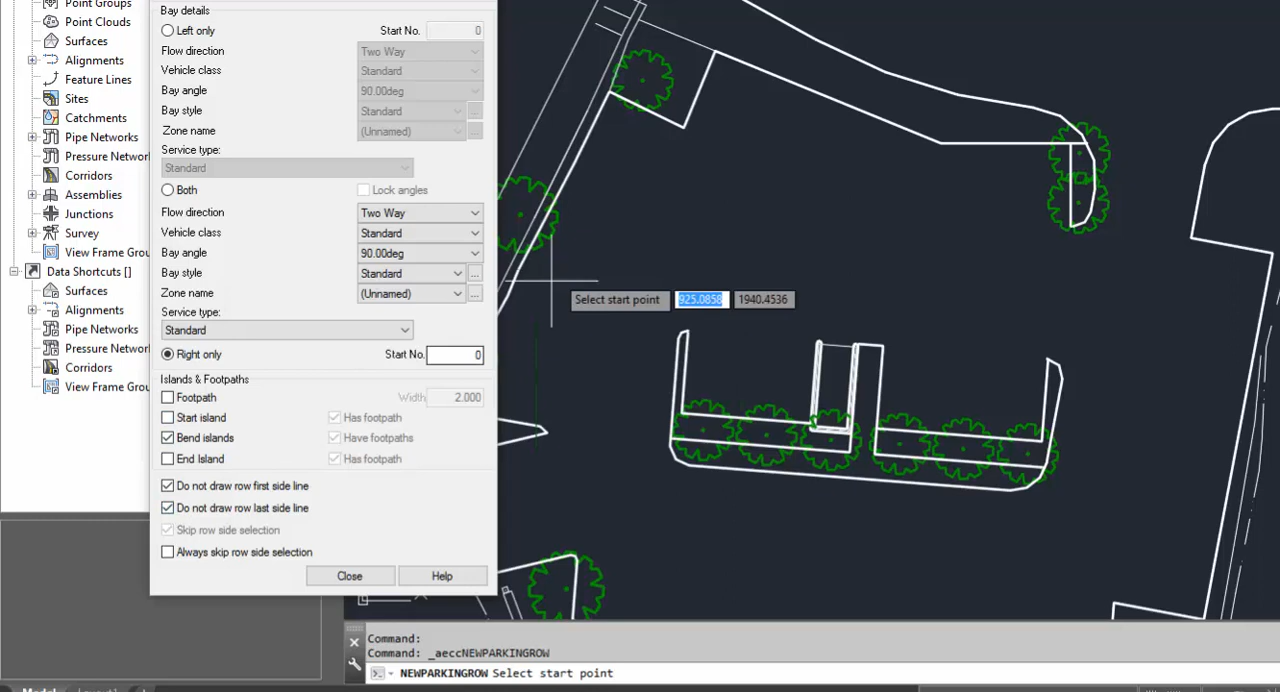 Point Groups
Point Clouds
Surfaces
Alignments
Feature Lines
Sites
Catchments
Pipe Networks
Pressure Network
Corridors
Assemblies
Junctions
Survey
View Frame Grou
Data Shortcuts []
Surfaces
Alignments
Pipe Networks
Pressure Network
Corridors
View Frame Grou
Bay details
Left only Start No. 0
Flow direction Two Way
Vehicle class Standard
Bay angle 90.00deg
Bay style Standard ...
Zone name (Unnamed) ...
Service type:
Standard
Both Lock angles
Flow direction Two Way
Vehicle class Standard
Bay angle 90.00deg
Bay style Standard ...
Zone name (Unnamed) ...
Service type:
Standard
Right only Start No. 0
Islands & Footpaths
Footpath Width 2.000
Start island Has footpath
Bend islands Have footpaths
End Island Has footpath
Do not draw row first side line
Do not draw row last side line
Skip row side selection
Always skip row side selection
Close Help
Select start point 925.0858 1940.4536
Command:
Command: _aeccNEWPARKINGROW
NEWPARKINGROW Select start point
Model